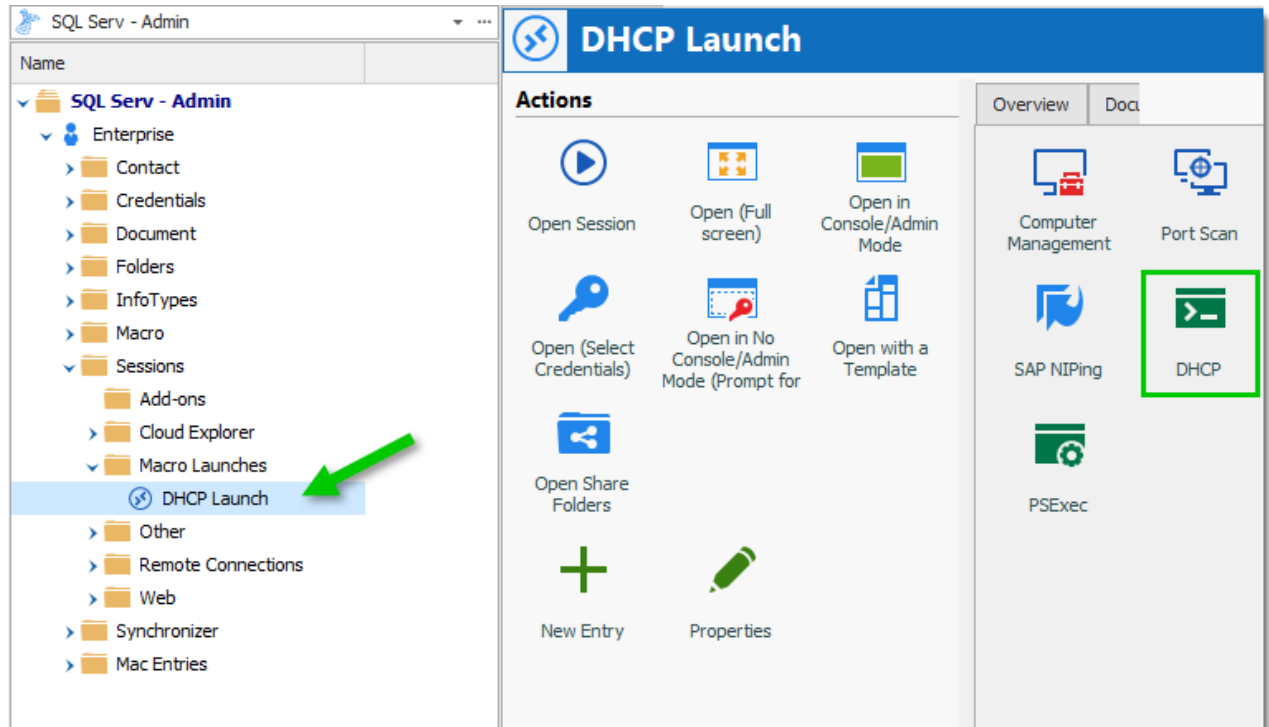 SQL Serv - Admin
Name
SQL Serv - Admin
Enterprise
Contact
Credentials
Document
Folders
InfoTypes
Macro
Sessions
Add-ons
Cloud Explorer
Macro Launches
DHCP Launch
Other
Remote Connections
Web
Synchronizer
Mac Entries
DHCP Launch
Actions
Open Session
Open (Full
screen)
Open in
Console/Admin
Mode
Open (Select
Credentials)
Open in No
Console/Admin
Mode (Prompt for
Open with a
Template
Open Share
Folders
New Entry
Properties
Overview
Docu
Computer
Management
Port Scan
SAP NIPing
DHCP
PSExec